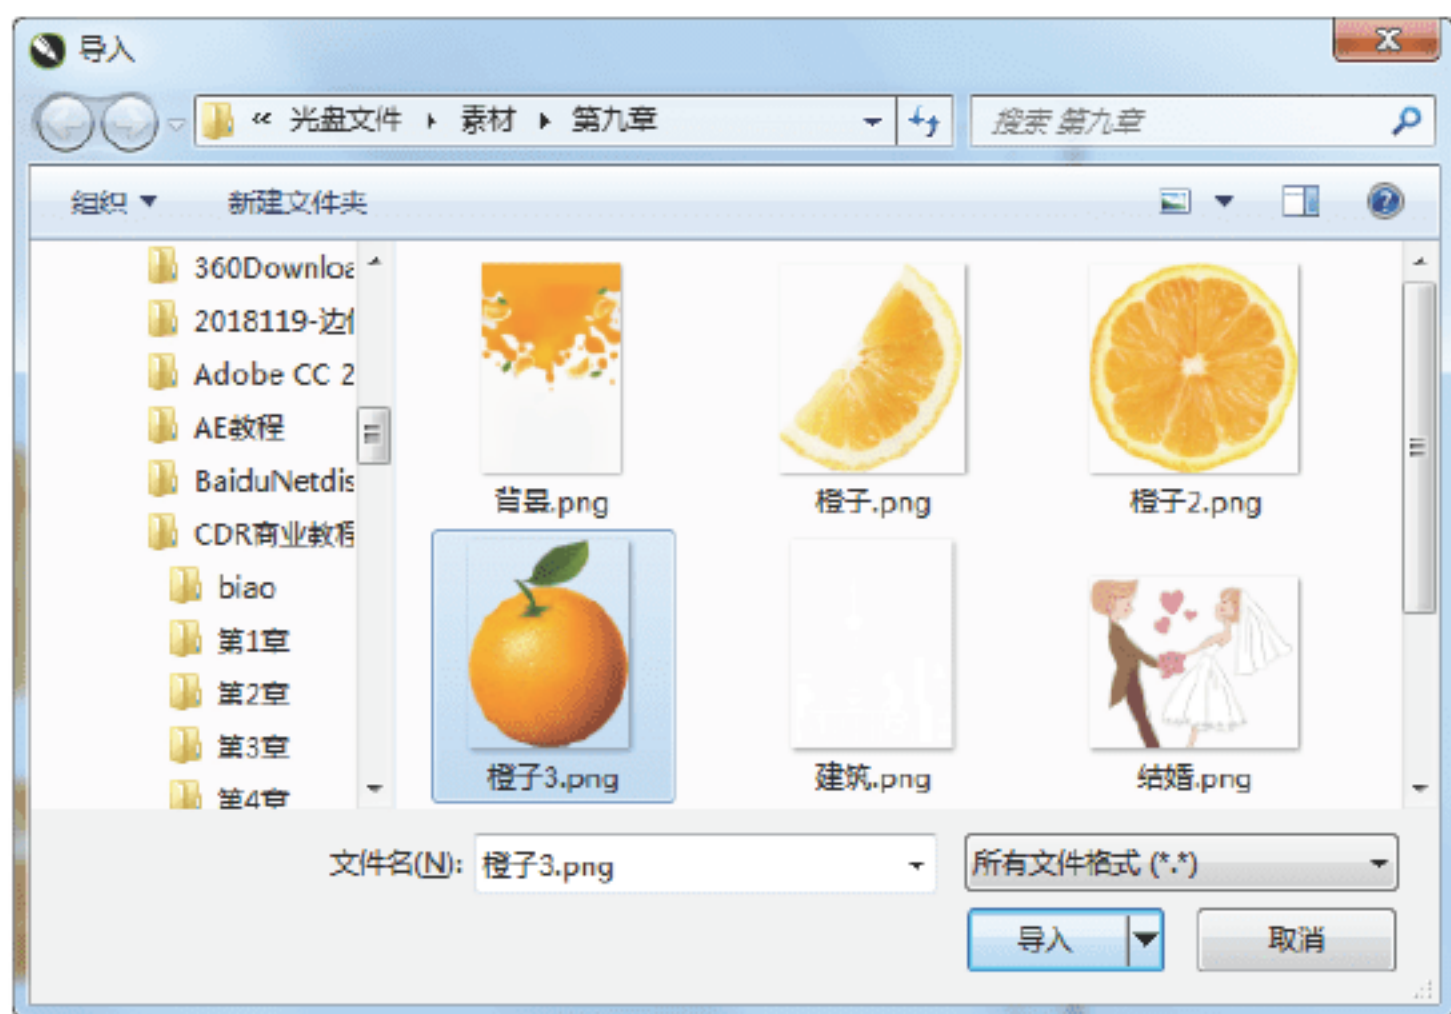 导入
« 光盘文件 素材 第九章
搜索 第九章
组织 新建文件夹
360Downloa
2018119-边
Adobe CC 2
AE教程
BaiduNetdis
CDR商业教程
biao
第1章
第2章
第3章
第4章
背景.png
橙子.png
橙子2.png
橙子3.png
建筑.png
结婚.png
文件名(N): 橙子3.png
所有文件格式 (*.*)
导入
取消